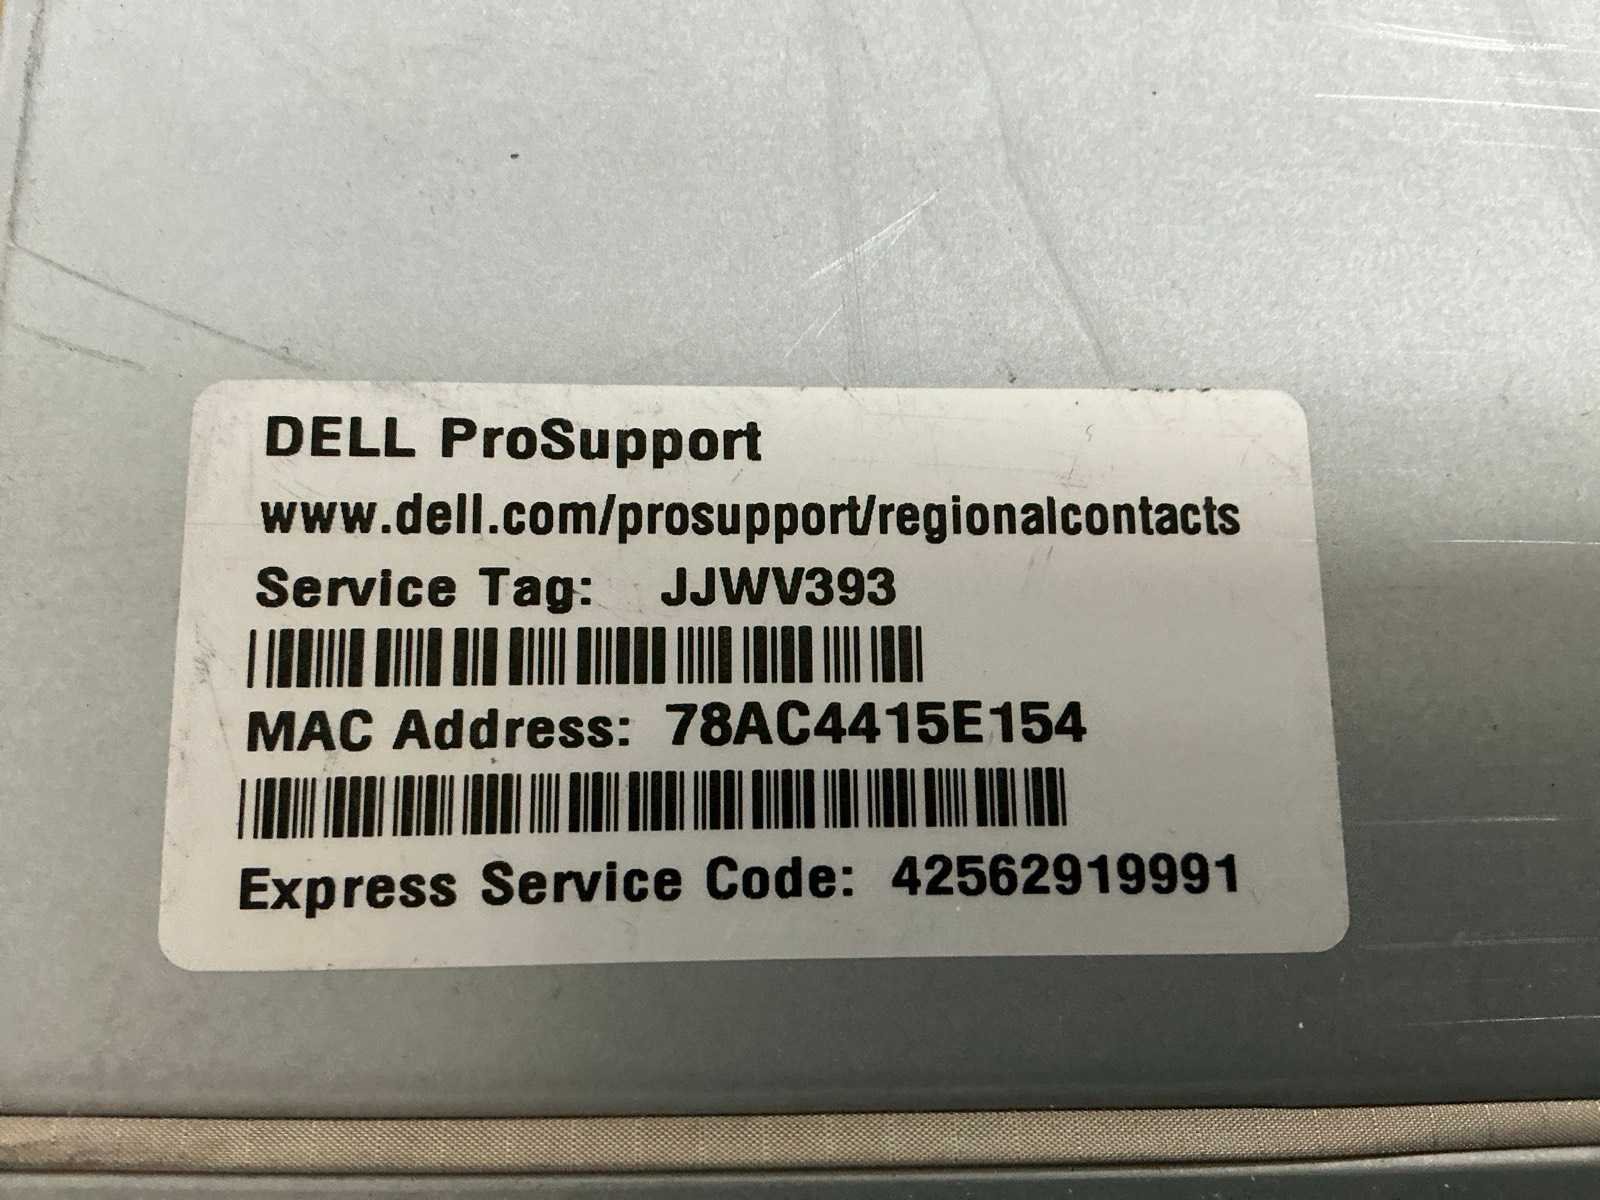 DELL ProSupport
www.dell.com/prosupport/regionalcontacts
Service Tag: JJWV393
MAC Address: 78AC4415E154
Express Service Code: 42562919991